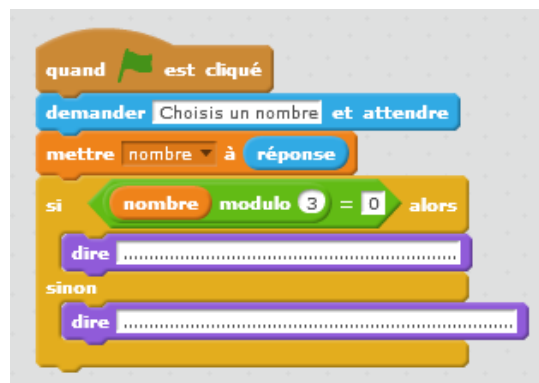 quand est cliqué
demander Choisis un nombre et attendre
mettre nombre à réponse
si nombre modulo 3 = 0 alors
dire ............................................................
sinon
dire ......................................................................